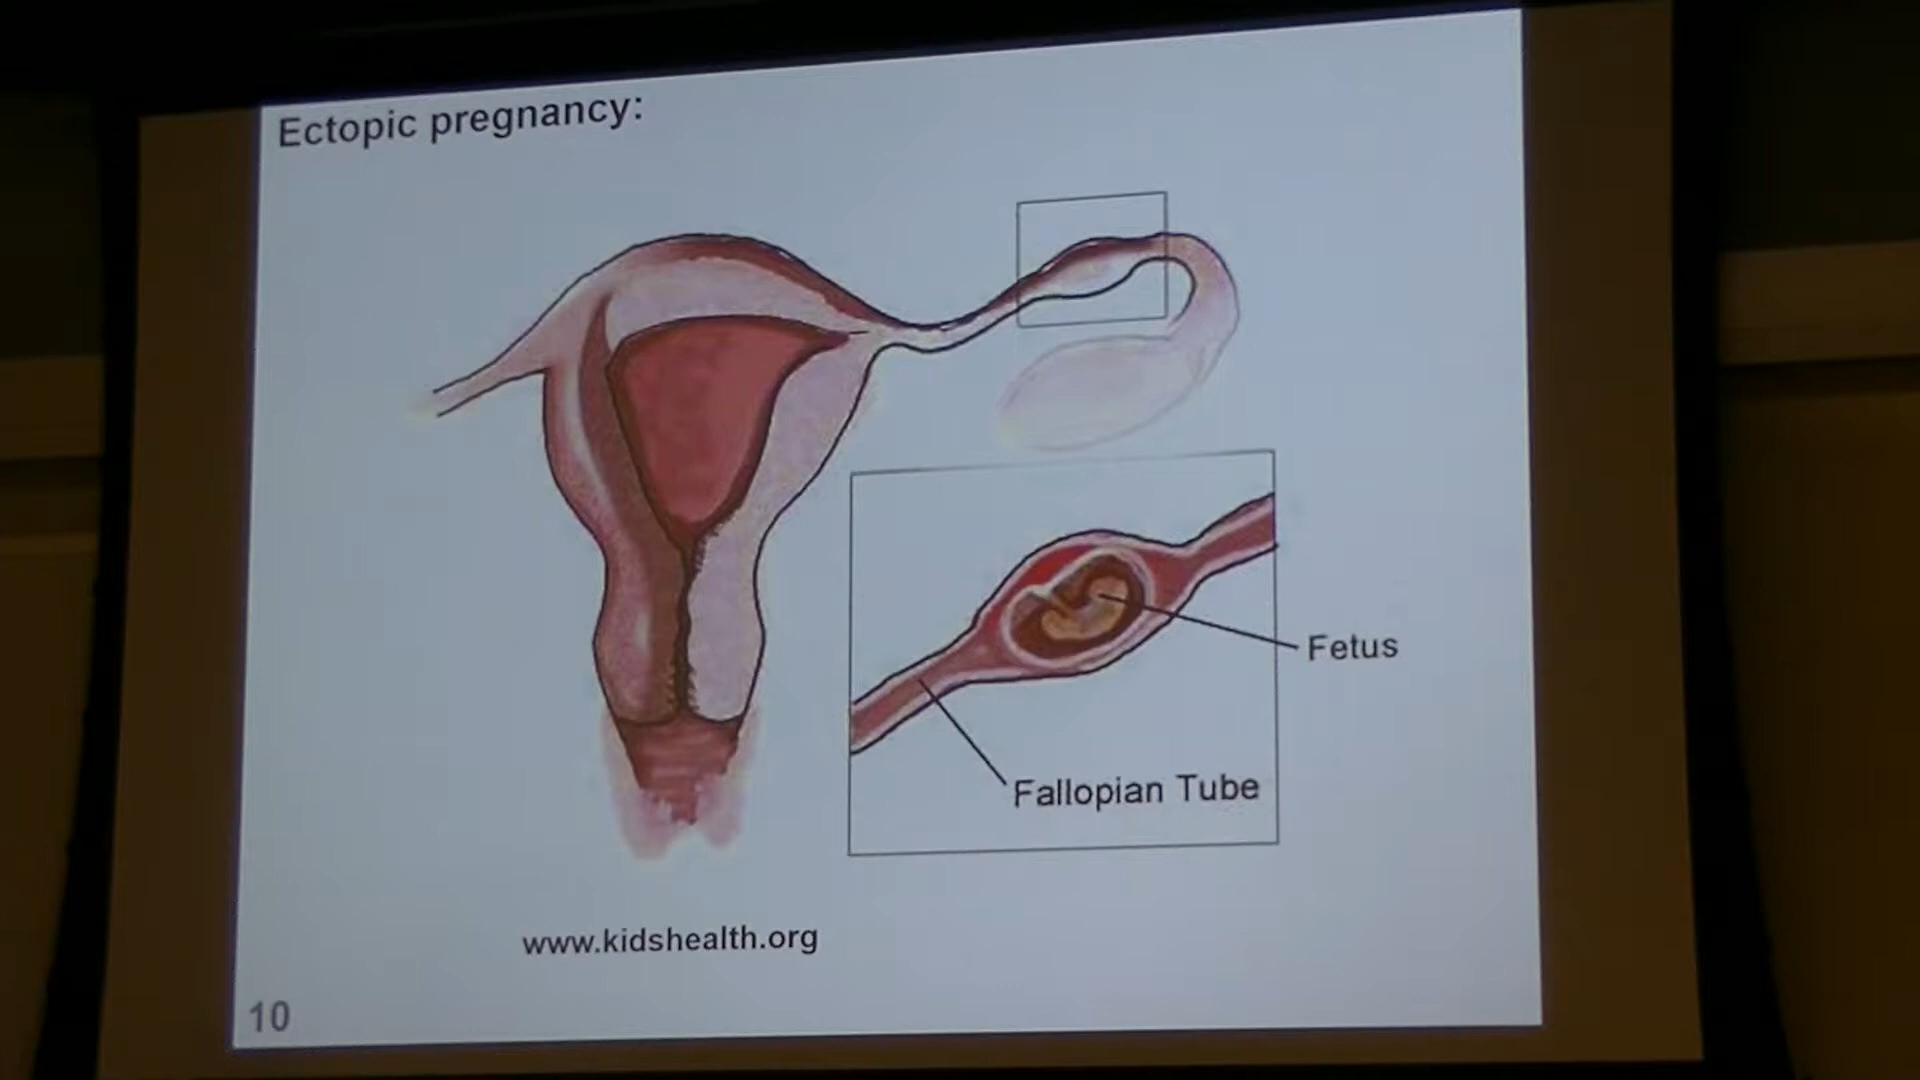 Ectopic pregnancy:
Fetus
Fallopian Tube
www.kidshealth.org
10